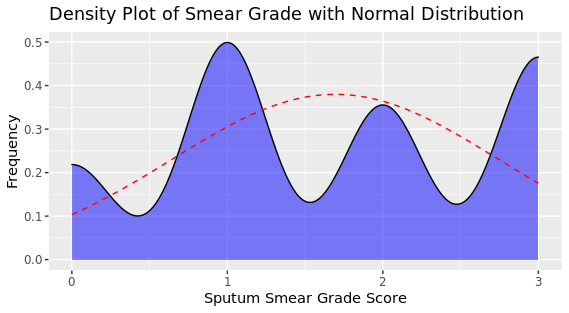 Density Plot of Smear Grade with Normal Distribution
0.5
0.4
0.3
0.2
0.1
0.0
Frequency
0 1 2 3
Sputum Smear Grade Score